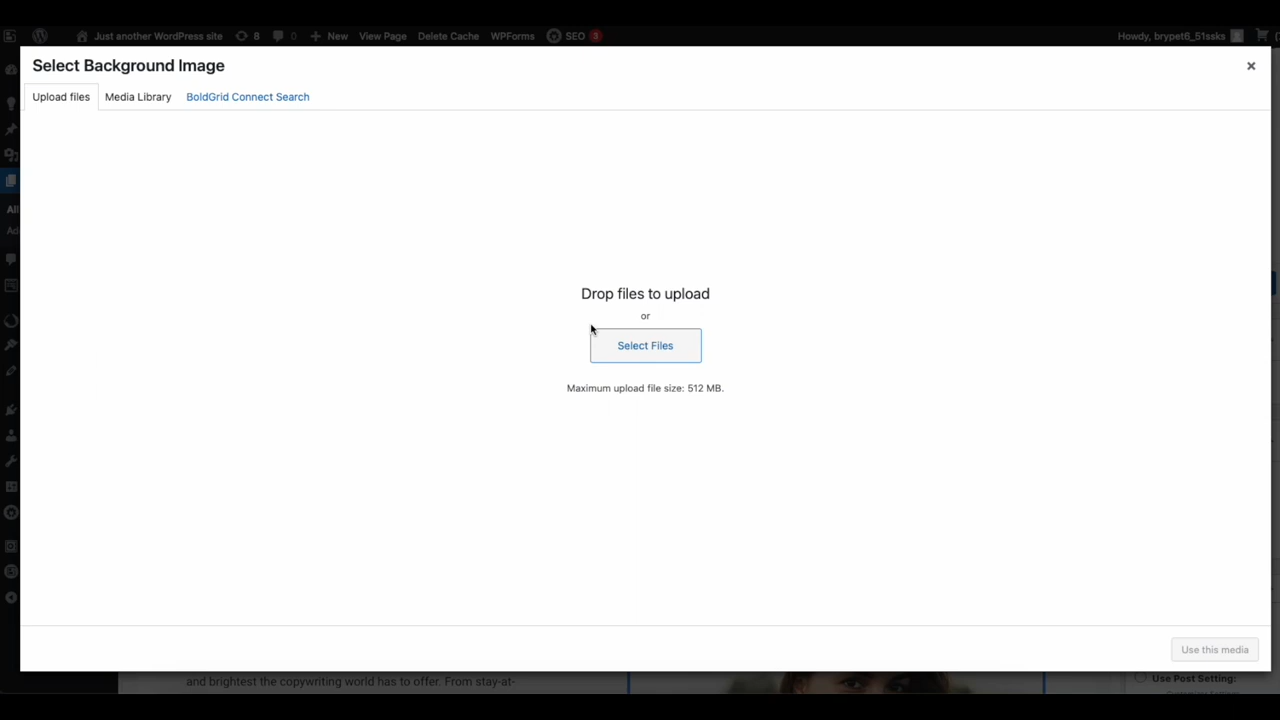 Just another WordPress site 8 0 New View Page Delete Cache WPForms SEO 3 Howdy, brypet6_51ssks
Select Background Image
Upload files Media Library BoldGrid Connect Search
All
Drop files to upload
or
Select Files
Maximum upload file size: 512 MB.
Use this media
and brightest the copywriting world has to offer. From stay-at-
Use Post Setting: